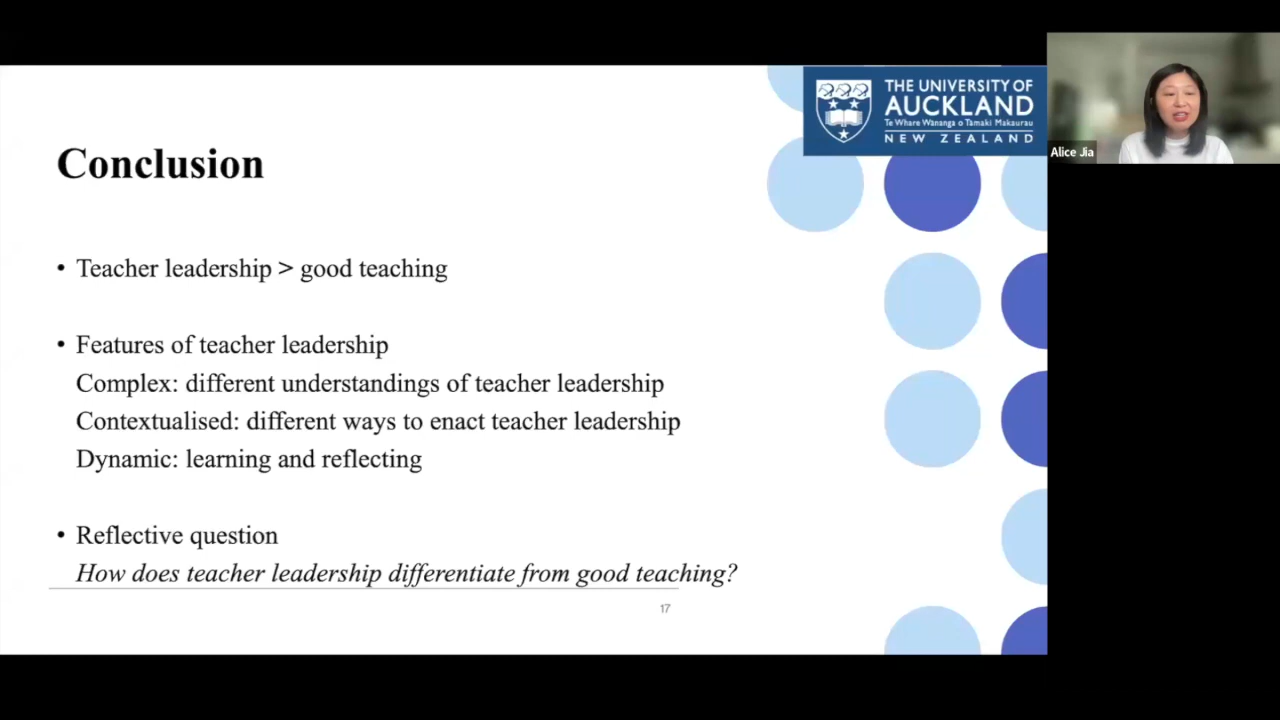 THE UNIVERSITY OF
AUCKLAND
Te Whare Wānanga o Tāmaki Makaurau
NEW ZEALAND
Alice Jia
Conclusion
• Teacher leadership > good teaching
• Features of teacher leadership
Complex: different understandings of teacher leadership
Contextualised: different ways to enact teacher leadership
Dynamic: learning and reflecting
• Reflective question
How does teacher leadership differentiate from good teaching?
17